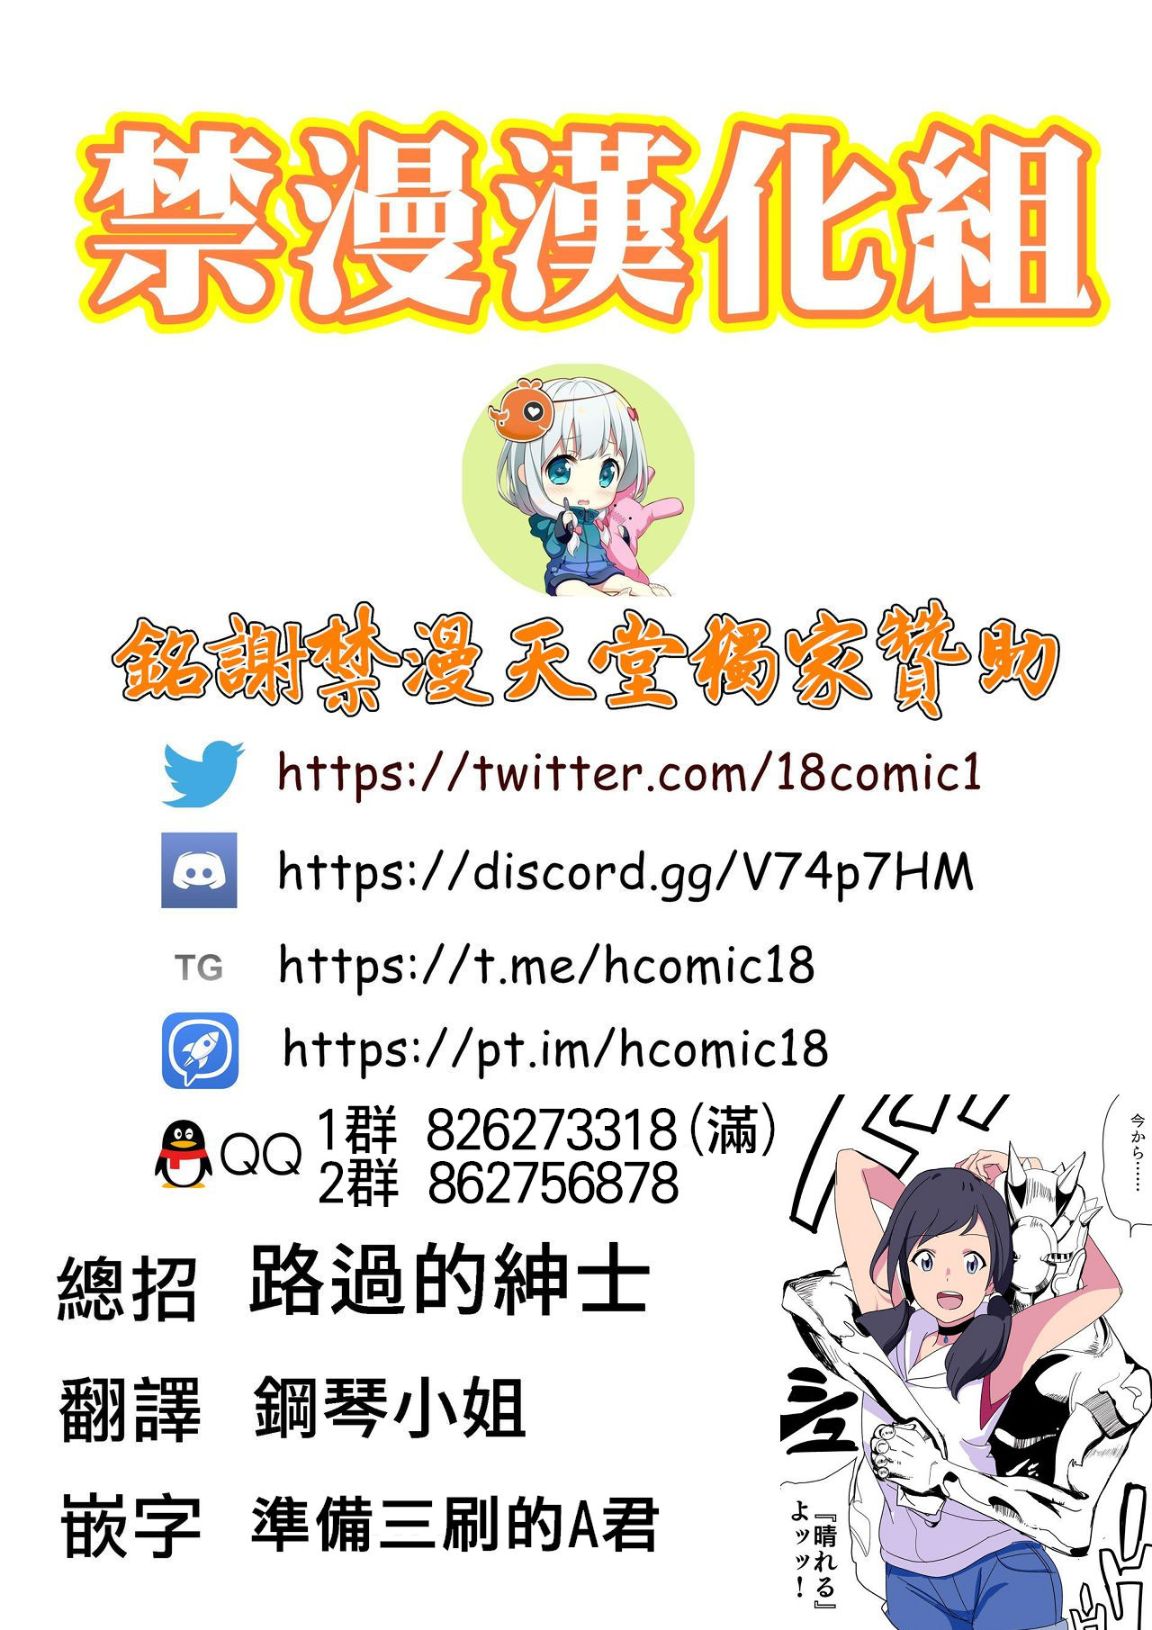 禁漫漢化組
銘謝禁漫天堂獨家贊助
https://twitter.com/18comic1
https://discord.gg/V74p7HM
TG https://t.me/hcomic18
https://pt.im/hcomic18
QQ 1群 826273318(滿)
2群 862756878
總招 路過的紳士
翻譯 鋼琴小姐
嵌字 準備三刷的A君
今から……
ド
ジュ
『晴れる』
よッッ！